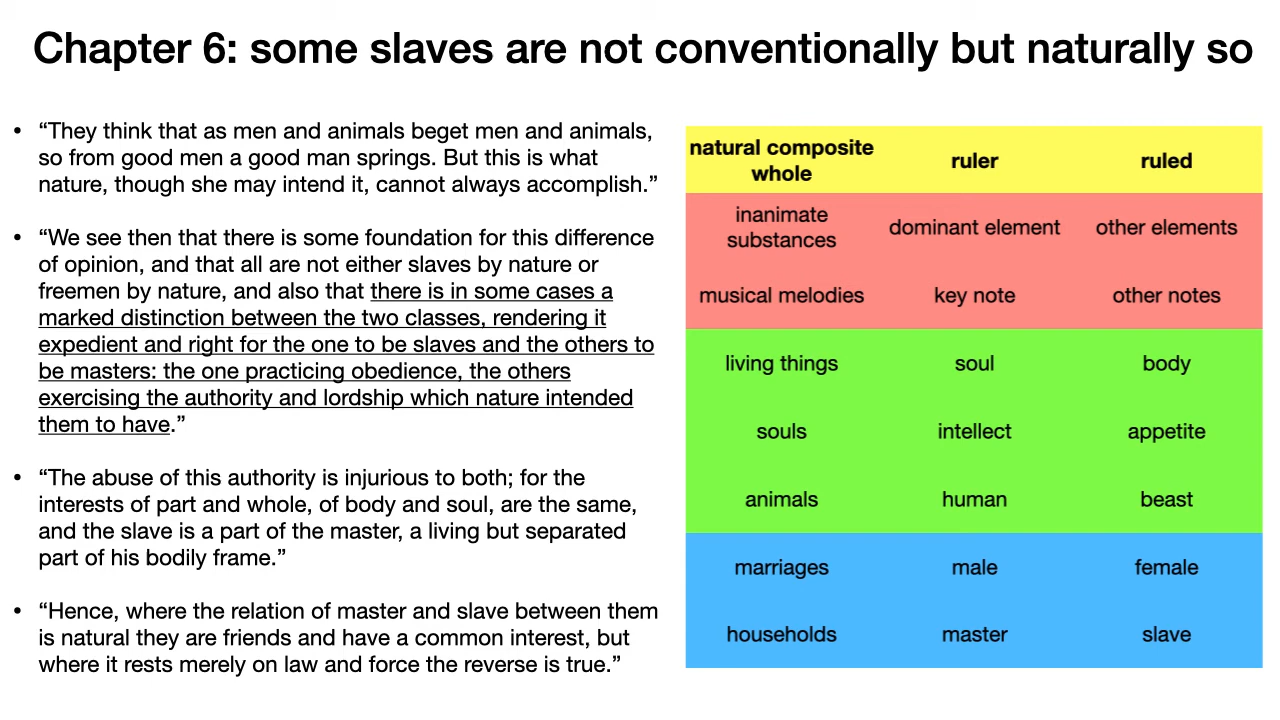 Chapter 6: some slaves are not conventionally but naturally so
• “They think that as men and animals beget men and animals,
so from good men a good man springs. But this is what
nature, though she may intend it, cannot always accomplish.”
• “We see then that there is some foundation for this difference
of opinion, and that all are not either slaves by nature or
freemen by nature, and also that there is in some cases a
marked distinction between the two classes, rendering it
expedient and right for the one to be slaves and the others to
be masters: the one practicing obedience, the others
exercising the authority and lordship which nature intended
them to have.”
• “The abuse of this authority is injurious to both; for the
interests of part and whole, of body and soul, are the same,
and the slave is a part of the master, a living but separated
part of his bodily frame.”
• “Hence, where the relation of master and slave between them
is natural they are friends and have a common interest, but
where it rests merely on law and force the reverse is true.”
natural composite
whole ruler ruled
inanimate
substances dominant element other elements
musical melodies key note other notes
living things soul body
souls intellect appetite
animals human beast
marriages male female
households master slave